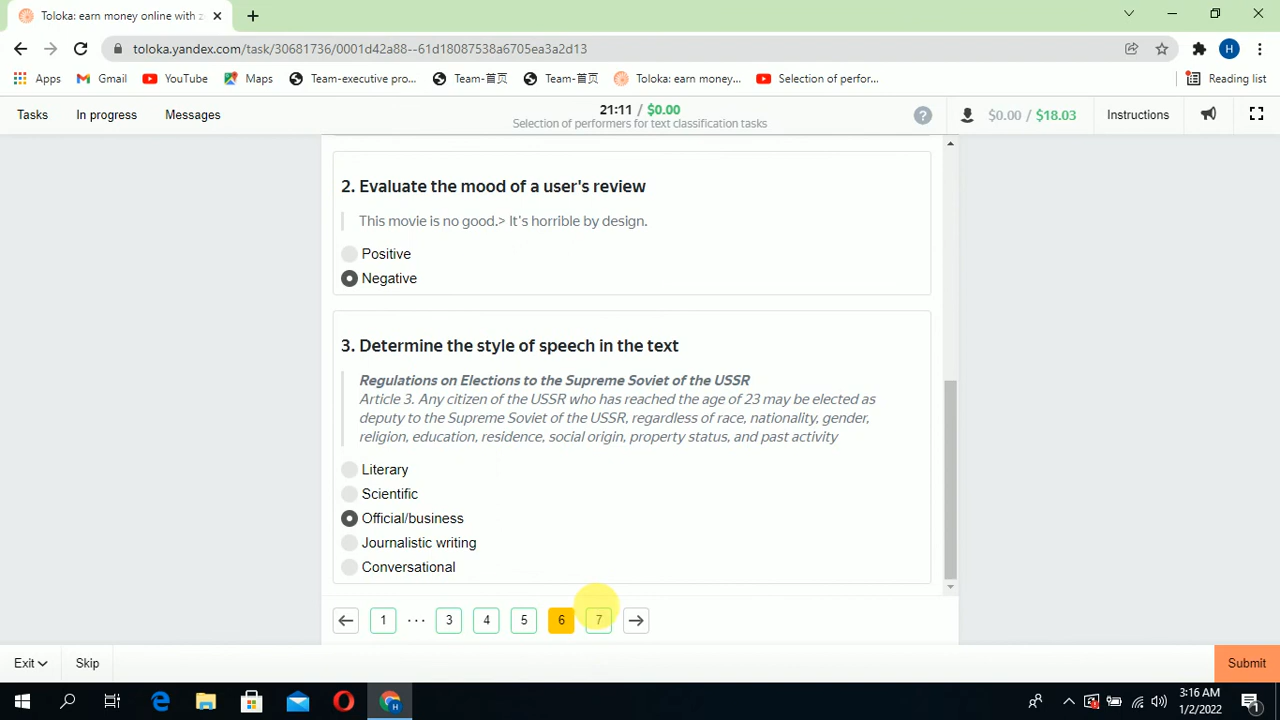 Toloka: earn money online with z
toloka.yandex.com/task/30681736/0001d42a88--61d18087538a6705ea3a2d13
H
Apps
Gmail
YouTube
Maps
Team-executive pro...
Team-首页
Team-首页
Toloka: earn money...
Selection of perfor...
Reading list
Tasks
In progress
Messages
21:11 / $0.00
Selection of performers for text classification tasks
?
$0.00 / $18.03
Instructions
2. Evaluate the mood of a user's review
This movie is no good.> It's horrible by design.
Positive
Negative
3. Determine the style of speech in the text
Regulations on Elections to the Supreme Soviet of the USSR
Article 3. Any citizen of the USSR who has reached the age of 23 may be elected as
deputy to the Supreme Soviet of the USSR, regardless of race, nationality, gender,
religion, education, residence, social origin, property status, and past activity
Literary
Scientific
Official/business
Journalistic writing
Conversational
1 ... 3 4 5 6 7
Exit
Skip
Submit
3:16 AM
1/2/2022
1